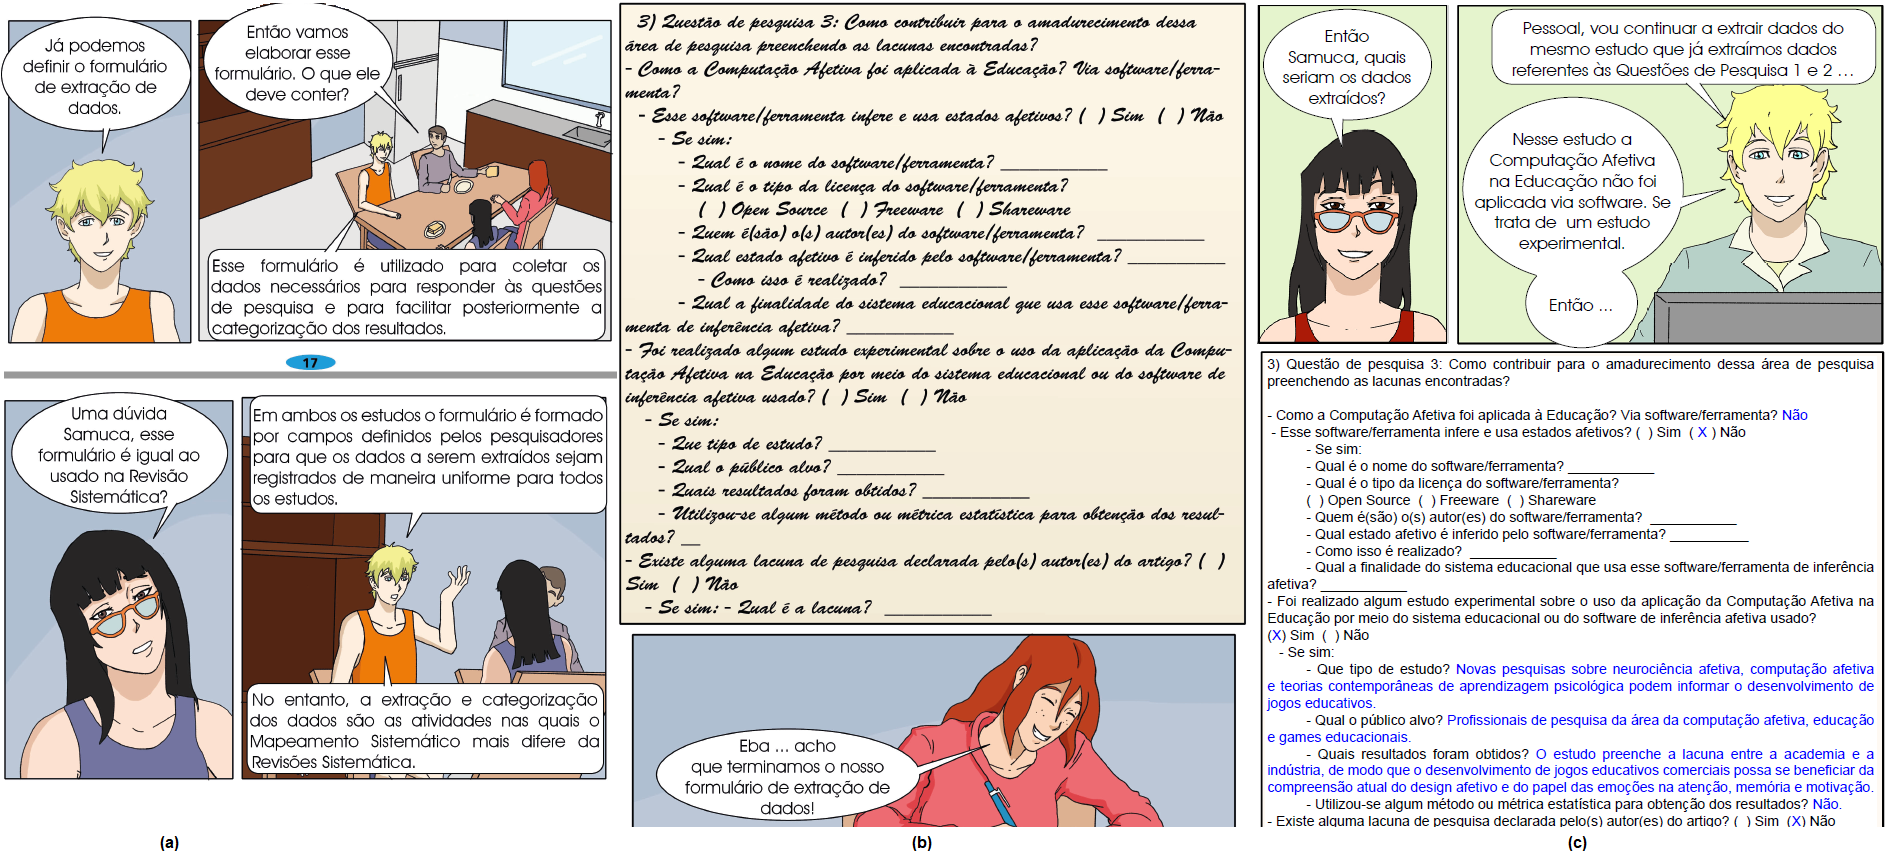 Já podemos
definir o formulário
de extração de
dados.
Então vamos
elaborar esse
formulário. O que ele
deve conter?
Esse formulário é utilizado para coletar os
dados necessários para responder às questões
de pesquisa e para facilitar posteriormente a
categorização dos resultados.
17
Uma dúvida
Samuca, esse
formulário é igual ao
usado na Revisão
Sistemática?
Em ambos os estudos o formulário é formado
por campos definidos pelos pesquisadores
para que os dados a serem extraídos sejam
registrados de maneira uniforme para todos
os estudos.
No entanto, a extração e categorização
dos dados são as atividades nas quais o
Mapeamento Sistemático mais difere da
Revisões Sistemática.
(a)
3) Questão de pesquisa 3: Como contribuir para o amadurecimento dessa
área de pesquisa preenchendo as lacunas encontradas?
- Como a Computação Afetiva foi aplicada à Educação? Via software/ferra-
menta?
- Esse software/ferramenta infere e usa estados afetivos? ( ) Sim ( ) Não
- Se sim:
- Qual é o nome do software/ferramenta? ___________
- Qual é o tipo da licença do software/ferramenta?
( ) Open Source ( ) Freeware ( ) Shareware
- Quem é(são) o(s) autor(es) do software/ferramenta? ___________
- Qual estado afetivo é inferido pelo software/ferramenta? __________
- Como isso é realizado? ___________
- Qual a finalidade do sistema educacional que usa esse software/ferra-
menta de inferência afetiva? ___________
- Foi realizado algum estudo experimental sobre o uso da aplicação da Compu-
tação Afetiva na Educação por meio do sistema educacional ou do software de
inferência afetiva usado? ( ) Sim ( ) Não
- Se sim:
- Que tipo de estudo? ___________
- Qual o público alvo? ___________
- Quais resultados foram obtidos? ___________
- Utilizou-se algum método ou métrica estatística para obtenção dos resul-
tados? __
- Existe alguma lacuna de pesquisa declarada pelo(s) autor(es) do artigo? ( )
Sim ( ) Não
- Se sim: - Qual é a lacuna? ___________
Eba ... acho
que terminamos o nosso
formulário de extração de
dados!
(b)
Então
Samuca, quais
seriam os dados
extraídos?
Pessoal, vou continuar a extrair dados do
mesmo estudo que já extraímos dados
referentes às Questões de Pesquisa 1 e 2 ...
Nesse estudo a
Computação Afetiva
na Educação não foi
aplicada via software. Se
trata de um estudo
experimental.
Então ...
3) Questão de pesquisa 3: Como contribuir para o amadurecimento dessa área de pesquisa
preenchendo as lacunas encontradas?
- Como a Computação Afetiva foi aplicada à Educação? Via software/ferramenta? Não
- Esse software/ferramenta infere e usa estados afetivos? ( ) Sim ( X ) Não
- Se sim:
- Qual é o nome do software/ferramenta? ___________
- Qual é o tipo da licença do software/ferramenta?
( ) Open Source ( ) Freeware ( ) Shareware
- Quem é(são) o(s) autor(es) do software/ferramenta? ___________
- Qual estado afetivo é inferido pelo software/ferramenta? __________
- Como isso é realizado? ___________
- Qual a finalidade do sistema educacional que usa esse software/ferramenta de inferência
afetiva? ___________
- Foi realizado algum estudo experimental sobre o uso da aplicação da Computação Afetiva na
Educação por meio do sistema educacional ou do software de inferência afetiva usado?
(X) Sim ( ) Não
- Se sim:
- Que tipo de estudo? Novas pesquisas sobre neurociência afetiva, computação afetiva
e teorias contemporâneas de aprendizagem psicológica podem informar o desenvolvimento de
jogos educativos.
- Qual o público alvo? Profissionais de pesquisa da área da computação afetiva, educação
e games educacionais.
- Quais resultados foram obtidos? O estudo preenche a lacuna entre a academia e a
indústria, de modo que o desenvolvimento de jogos educativos comerciais possa se beneficiar da
compreensão atual do design afetivo e do papel das emoções na atenção, memória e motivação.
- Utilizou-se algum método ou métrica estatística para obtenção dos resultados? Não.
- Existe alguma lacuna de pesquisa declarada pelo(s) autor(es) do artigo? ( ) Sim (X) Não
(c)